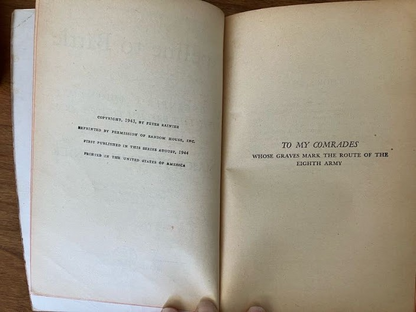 COPYRIGHT, 1943, BY PETER RAINIER
REPRINTED BY PERMISSION OF RANDOM HOUSE, INC.
FIRST PUBLISHED IN THIS SERIES AUGUST, 1944
PRINTED IN THE UNITED STATES OF AMERICA
TO MY COMRADES
WHOSE GRAVES MARK THE ROUTE OF THE
EIGHTH ARMY